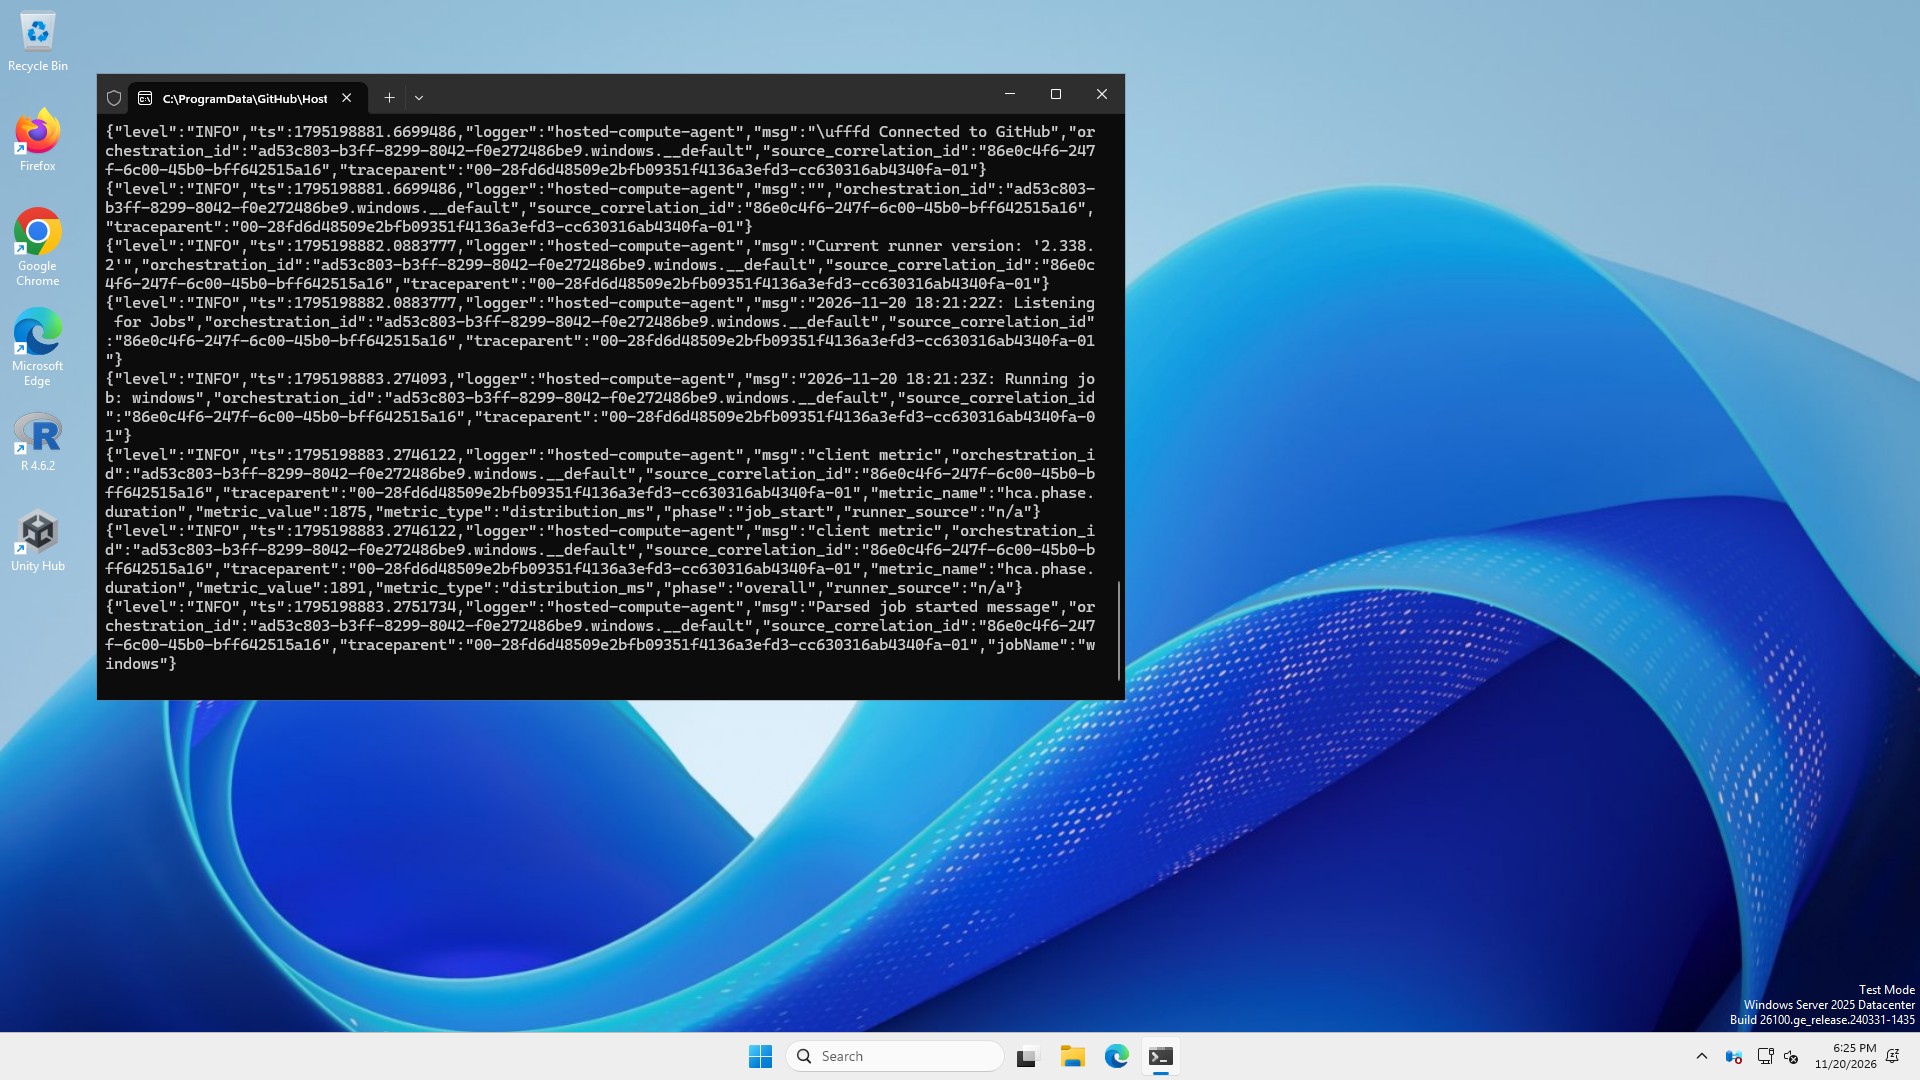 Recycle Bin
Firefox
Google
Chrome
Microsoft
Edge
R 4.6.2
Unity Hub
C:\ProgramData\GitHub\Host
{"level":"INFO","ts":1795198881.6699486,"logger":"hosted-compute-agent","msg":"\ufffd Connected to GitHub","or
chestration_id":"ad53c803-b3ff-8299-8042-f0e272486be9.windows.__default","source_correlation_id":"86e0c4f6-247
f-6c00-45b0-bff642515a16","traceparent":"00-28fd6d48509e2bfb09351f4136a3efd3-cc630316ab4340fa-01"}
{"level":"INFO","ts":1795198881.6699486,"logger":"hosted-compute-agent","msg":"","orchestration_id":"ad53c803-
b3ff-8299-8042-f0e272486be9.windows.__default","source_correlation_id":"86e0c4f6-247f-6c00-45b0-bff642515a16",
"traceparent":"00-28fd6d48509e2bfb09351f4136a3efd3-cc630316ab4340fa-01"}
{"level":"INFO","ts":1795198882.0883777,"logger":"hosted-compute-agent","msg":"Current runner version: '2.338.
2'","orchestration_id":"ad53c803-b3ff-8299-8042-f0e272486be9.windows.__default","source_correlation_id":"86e0c
4f6-247f-6c00-45b0-bff642515a16","traceparent":"00-28fd6d48509e2bfb09351f4136a3efd3-cc630316ab4340fa-01"}
{"level":"INFO","ts":1795198882.0883777,"logger":"hosted-compute-agent","msg":"2026-11-20 18:21:22Z: Listening
 for Jobs","orchestration_id":"ad53c803-b3ff-8299-8042-f0e272486be9.windows.__default","source_correlation_id"
:"86e0c4f6-247f-6c00-45b0-bff642515a16","traceparent":"00-28fd6d48509e2bfb09351f4136a3efd3-cc630316ab4340fa-01
"}
{"level":"INFO","ts":1795198883.274093,"logger":"hosted-compute-agent","msg":"2026-11-20 18:21:23Z: Running jo
b: windows","orchestration_id":"ad53c803-b3ff-8299-8042-f0e272486be9.windows.__default","source_correlation_id
":"86e0c4f6-247f-6c00-45b0-bff642515a16","traceparent":"00-28fd6d48509e2bfb09351f4136a3efd3-cc630316ab4340fa-0
1"}
{"level":"INFO","ts":1795198883.2746122,"logger":"hosted-compute-agent","msg":"client metric","orchestration_i
d":"ad53c803-b3ff-8299-8042-f0e272486be9.windows.__default","source_correlation_id":"86e0c4f6-247f-6c00-45b0-b
ff642515a16","traceparent":"00-28fd6d48509e2bfb09351f4136a3efd3-cc630316ab4340fa-01","metric_name":"hca.phase.
duration","metric_value":1875,"metric_type":"distribution_ms","phase":"job_start","runner_source":"n/a"}
{"level":"INFO","ts":1795198883.2746122,"logger":"hosted-compute-agent","msg":"client metric","orchestration_i
d":"ad53c803-b3ff-8299-8042-f0e272486be9.windows.__default","source_correlation_id":"86e0c4f6-247f-6c00-45b0-b
ff642515a16","traceparent":"00-28fd6d48509e2bfb09351f4136a3efd3-cc630316ab4340fa-01","metric_name":"hca.phase.
duration","metric_value":1891,"metric_type":"distribution_ms","phase":"overall","runner_source":"n/a"}
{"level":"INFO","ts":1795198883.2751734,"logger":"hosted-compute-agent","msg":"Parsed job started message","or
chestration_id":"ad53c803-b3ff-8299-8042-f0e272486be9.windows.__default","source_correlation_id":"86e0c4f6-247
f-6c00-45b0-bff642515a16","traceparent":"00-28fd6d48509e2bfb09351f4136a3efd3-cc630316ab4340fa-01","jobName":"w
indows"}
Test Mode
Windows Server 2025 Datacenter
Build 26100.ge_release.240331-1435
Search
6:25 PM
11/20/2026